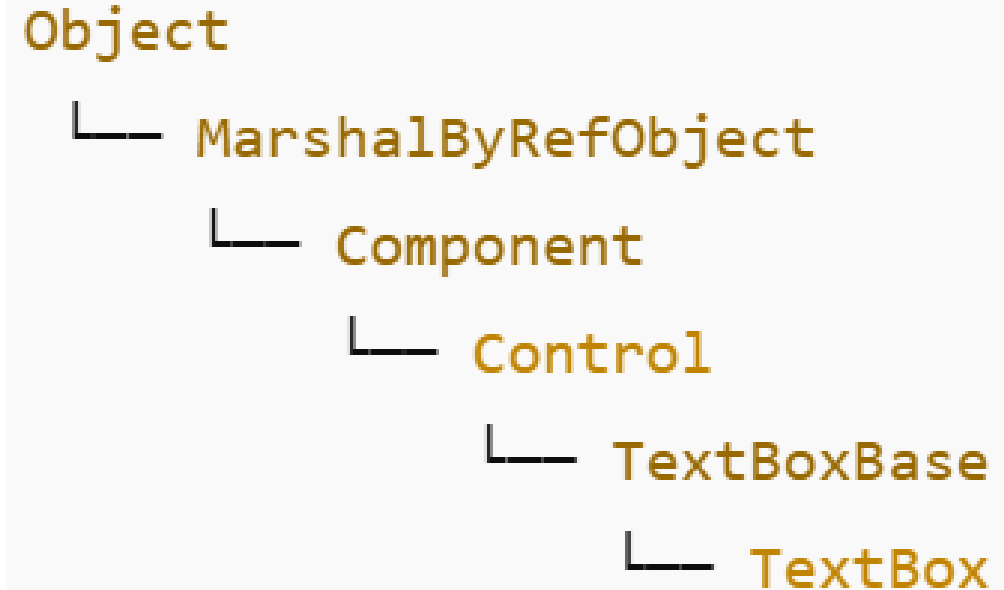 Object
└── MarshalByRefObject
└── Component
└── Control
└── TextBoxBase
└── TextBox